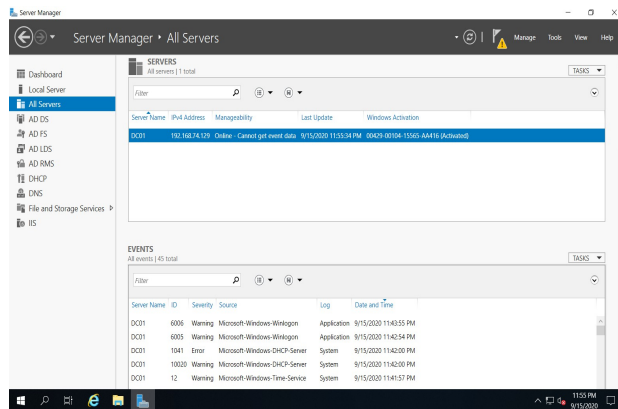 Server Manager
Server Manager • All Servers
Manage Tools View Help
Dashboard
Local Server
All Servers
AD DS
AD FS
AD LDS
AD RMS
DHCP
DNS
File and Storage Services
IIS
SERVERS
All servers | 1 total
TASKS
Filter
Server Name IPv4 Address Manageability Last Update Windows Activation
DC01 192.168.74.129 Online - Cannot get event data 9/15/2020 11:55:34 PM 00429-00104-15565-AA416 (Activated)
EVENTS
All events | 45 total
TASKS
Filter
Server Name ID Severity Source Log Date and Time
DC01 6006 Warning Microsoft-Windows-Winlogon Application 9/15/2020 11:43:55 PM
DC01 6005 Warning Microsoft-Windows-Winlogon Application 9/15/2020 11:42:54 PM
DC01 1041 Error Microsoft-Windows-DHCP-Server System 9/15/2020 11:42:00 PM
DC01 10020 Warning Microsoft-Windows-DHCP-Server System 9/15/2020 11:42:00 PM
DC01 12 Warning Microsoft-Windows-Time-Service System 9/15/2020 11:41:57 PM
11:55 PM
9/15/2020